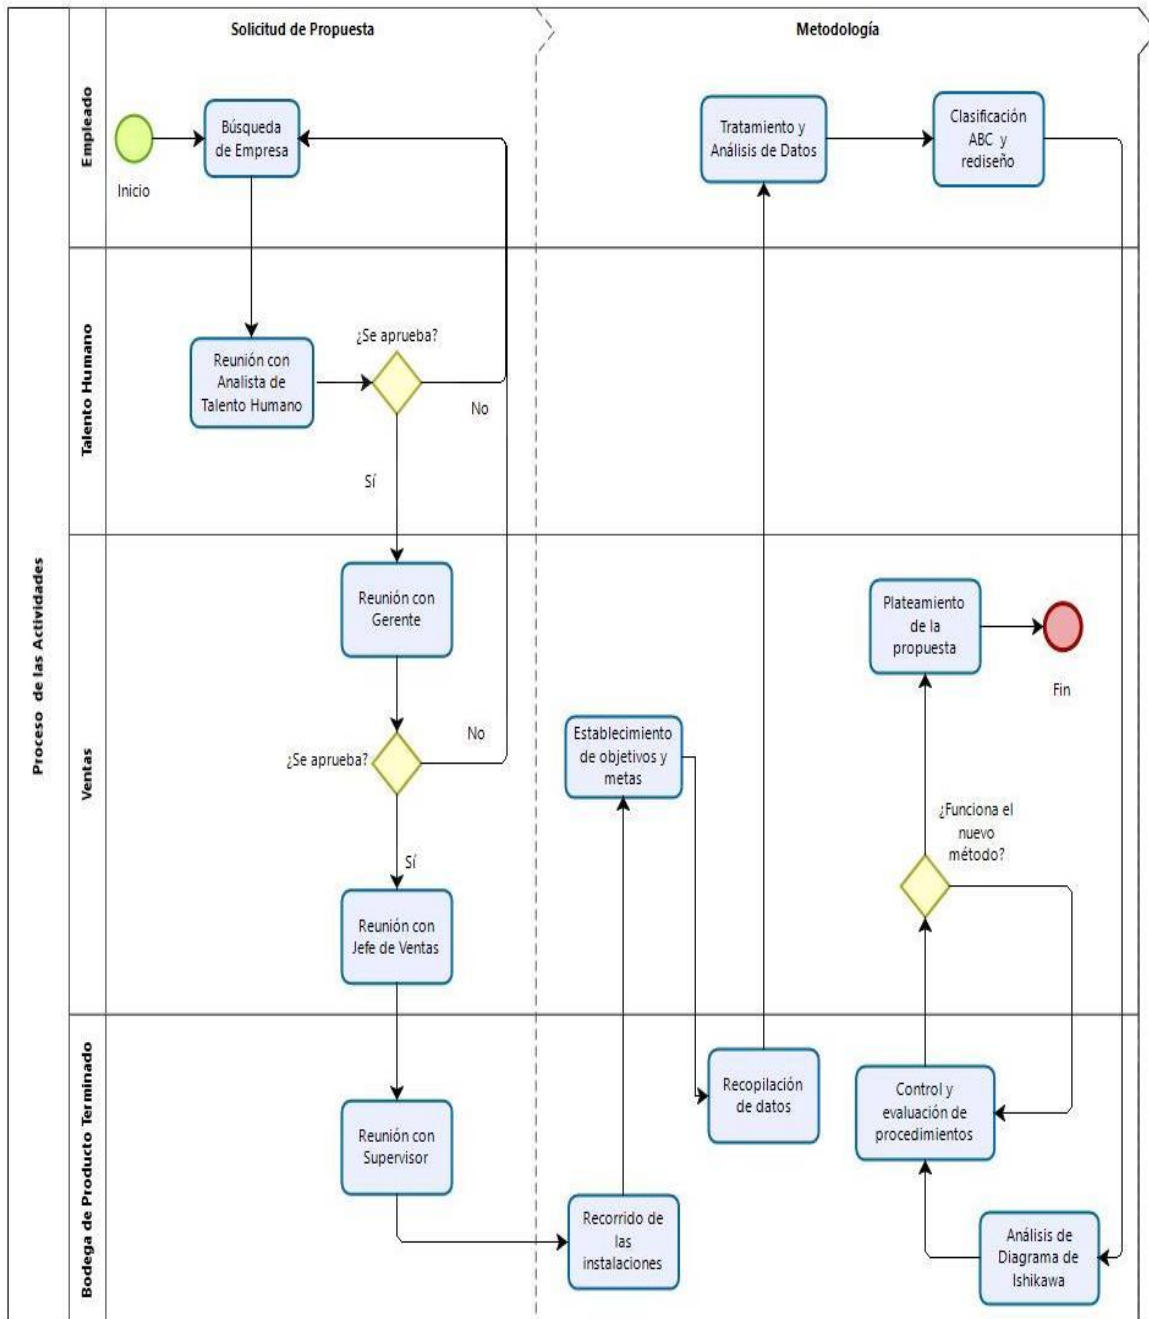 Solicitud de Propuesta
Metodología
Proceso de las Actividades
Empleado
Inicio
Búsqueda
de Empresa
Tratamiento y
Análisis de Datos
Clasificación
ABC y
rediseño
Talento Humano
Reunión con
Analista de
Talento Humano
¿Se aprueba?
No
Sí
Ventas
Reunión con
Gerente
¿Se aprueba?
No
Sí
Reunión con
Jefe de Ventas
Establecimiento
de objetivos y
metas
Plateamiento
de la
propuesta
Fin
¿Funciona el
nuevo
método?
Bodega de Producto Terminado
Reunión con
Supervisor
Recorrido de
las
instalaciones
Recopilación
de datos
Control y
evaluación de
procedimientos
Análisis de
Diagrama de
Ishikawa